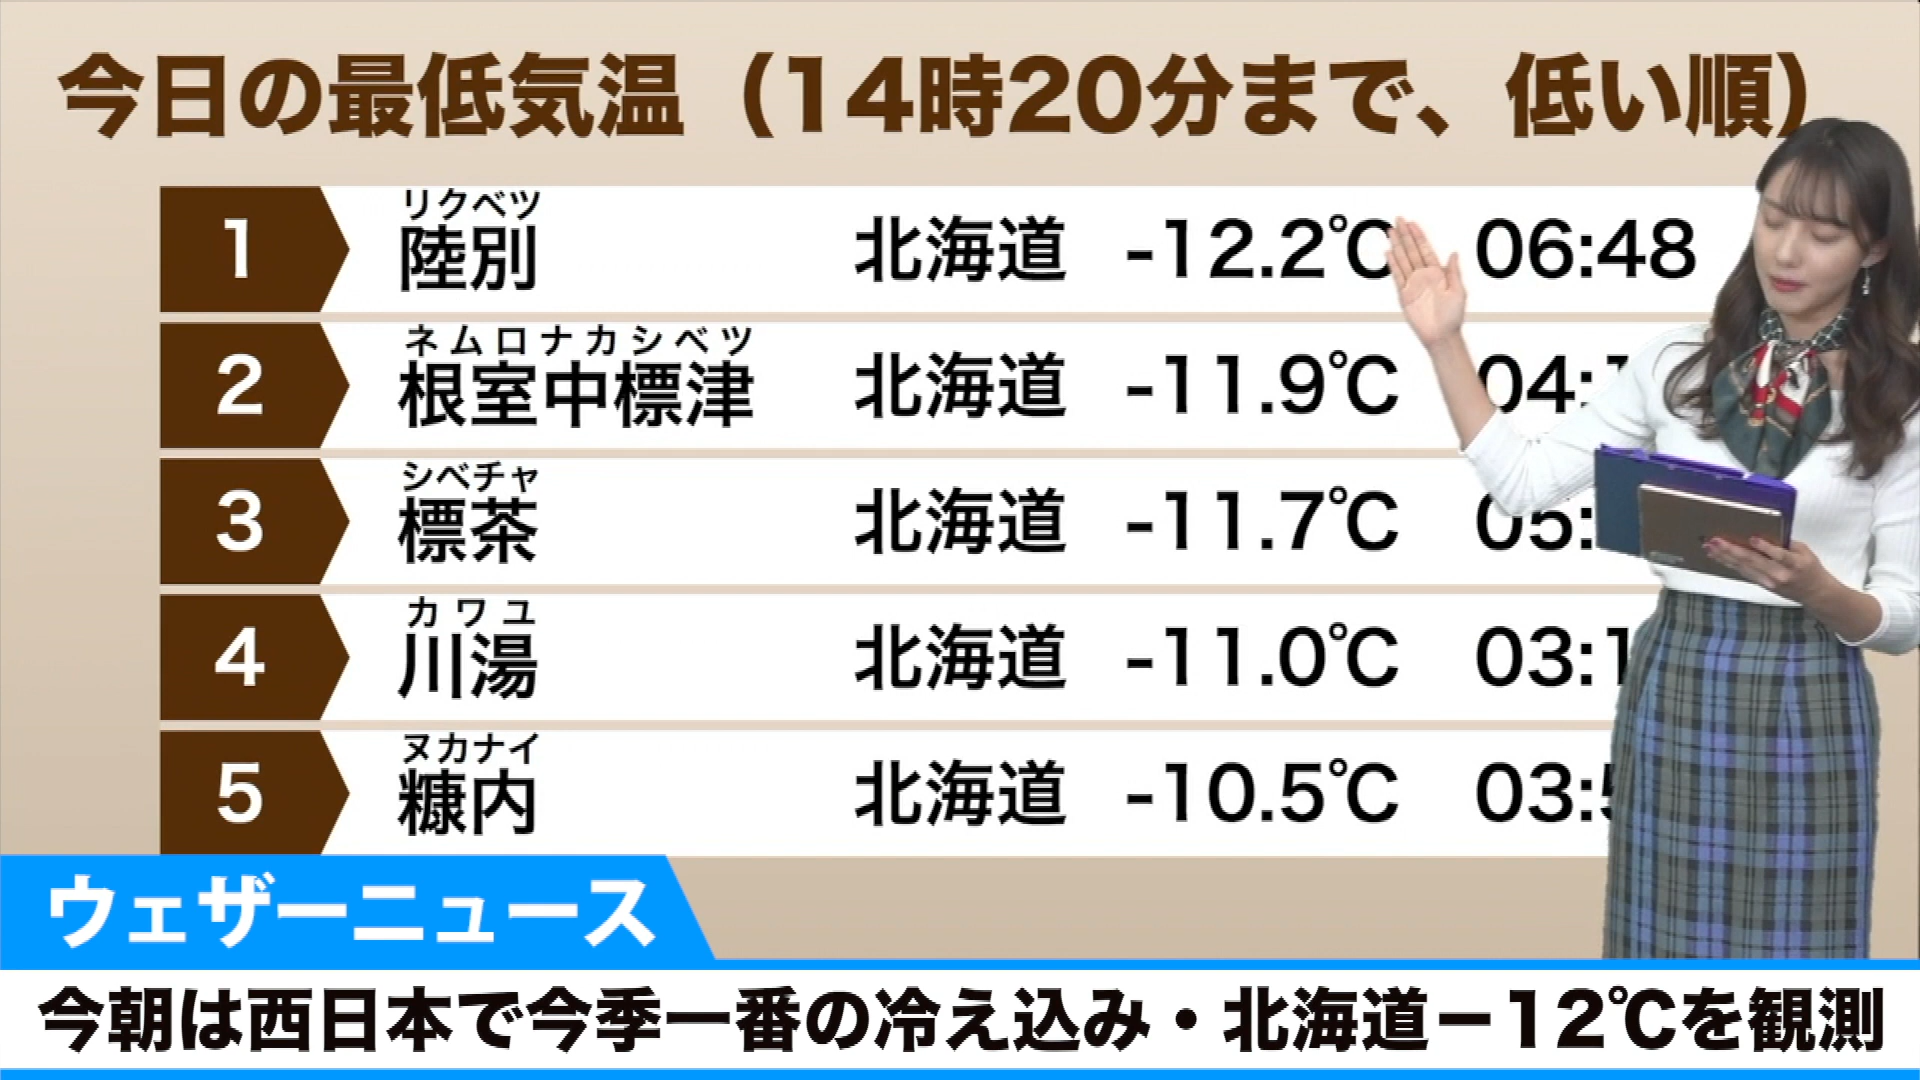 今日の最低気温（14時20分まで、低い順）
リクベツ
1 陸別 北海道 -12.2℃ 06:48
ネムロナカシベツ
2 根室中標津 北海道 -11.9℃ 04:
シベチャ
3 標茶 北海道 -11.7℃ 05:
カワユ
4 川湯 北海道 -11.0℃ 03:1
ヌカナイ
5 糠内 北海道 -10.5℃ 03:5
ウェザーニュース
今朝は西日本で今季一番の冷え込み・北海道－12℃を観測